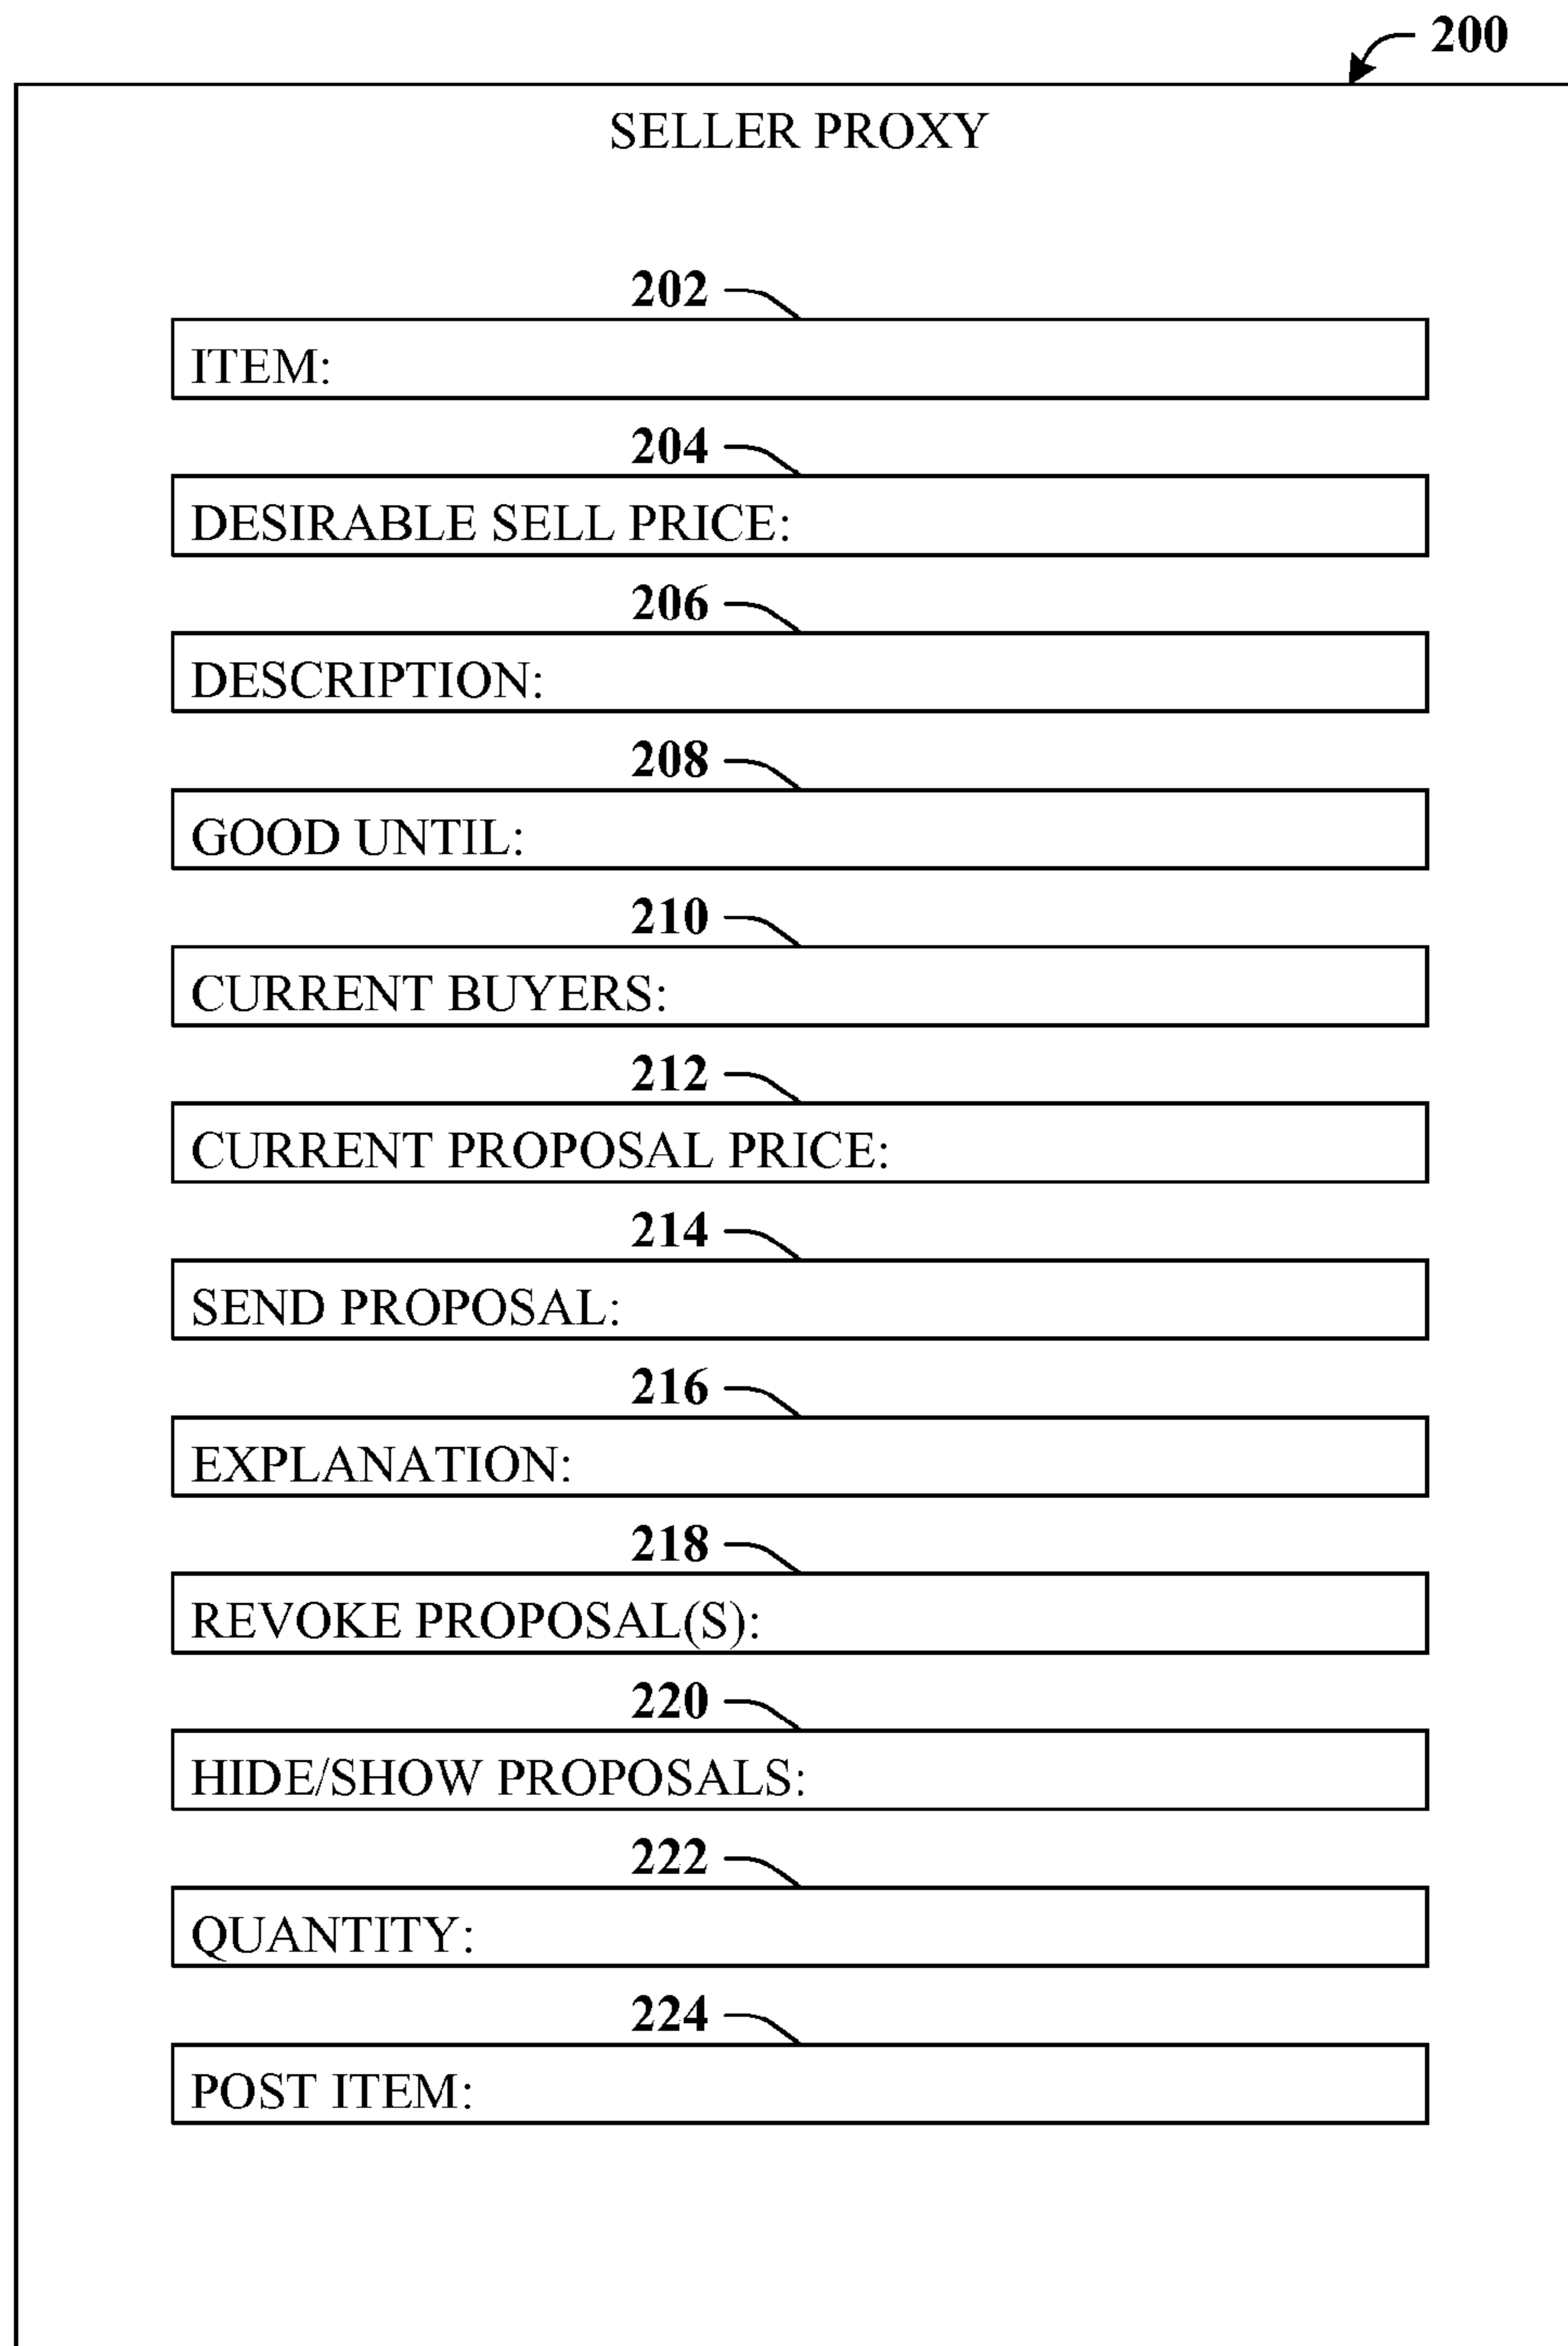 200
SELLER PROXY
202
ITEM:
204
DESIRABLE SELL PRICE:
206
DESCRIPTION:
208
GOOD UNTIL:
210
CURRENT BUYERS:
212
CURRENT PROPOSAL PRICE:
214
SEND PROPOSAL:
216
EXPLANATION:
218
REVOKE PROPOSAL(S):
220
HIDE/SHOW PROPOSALS:
222
QUANTITY:
224
POST ITEM: